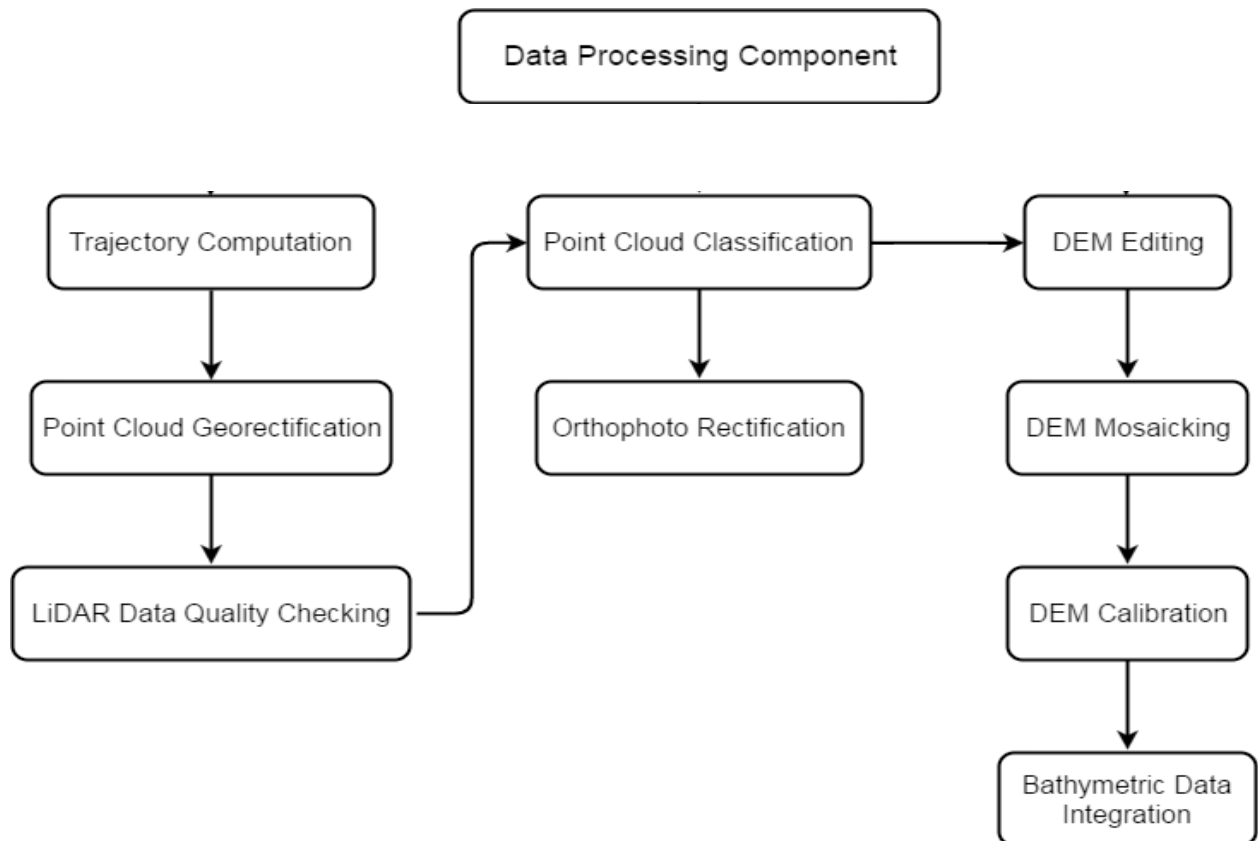 Data Processing Component
Trajectory Computation
Point Cloud Georectification
LiDAR Data Quality Checking
Point Cloud Classification
Orthophoto Rectification
DEM Editing
DEM Mosaicking
DEM Calibration
Bathymetric Data
Integration